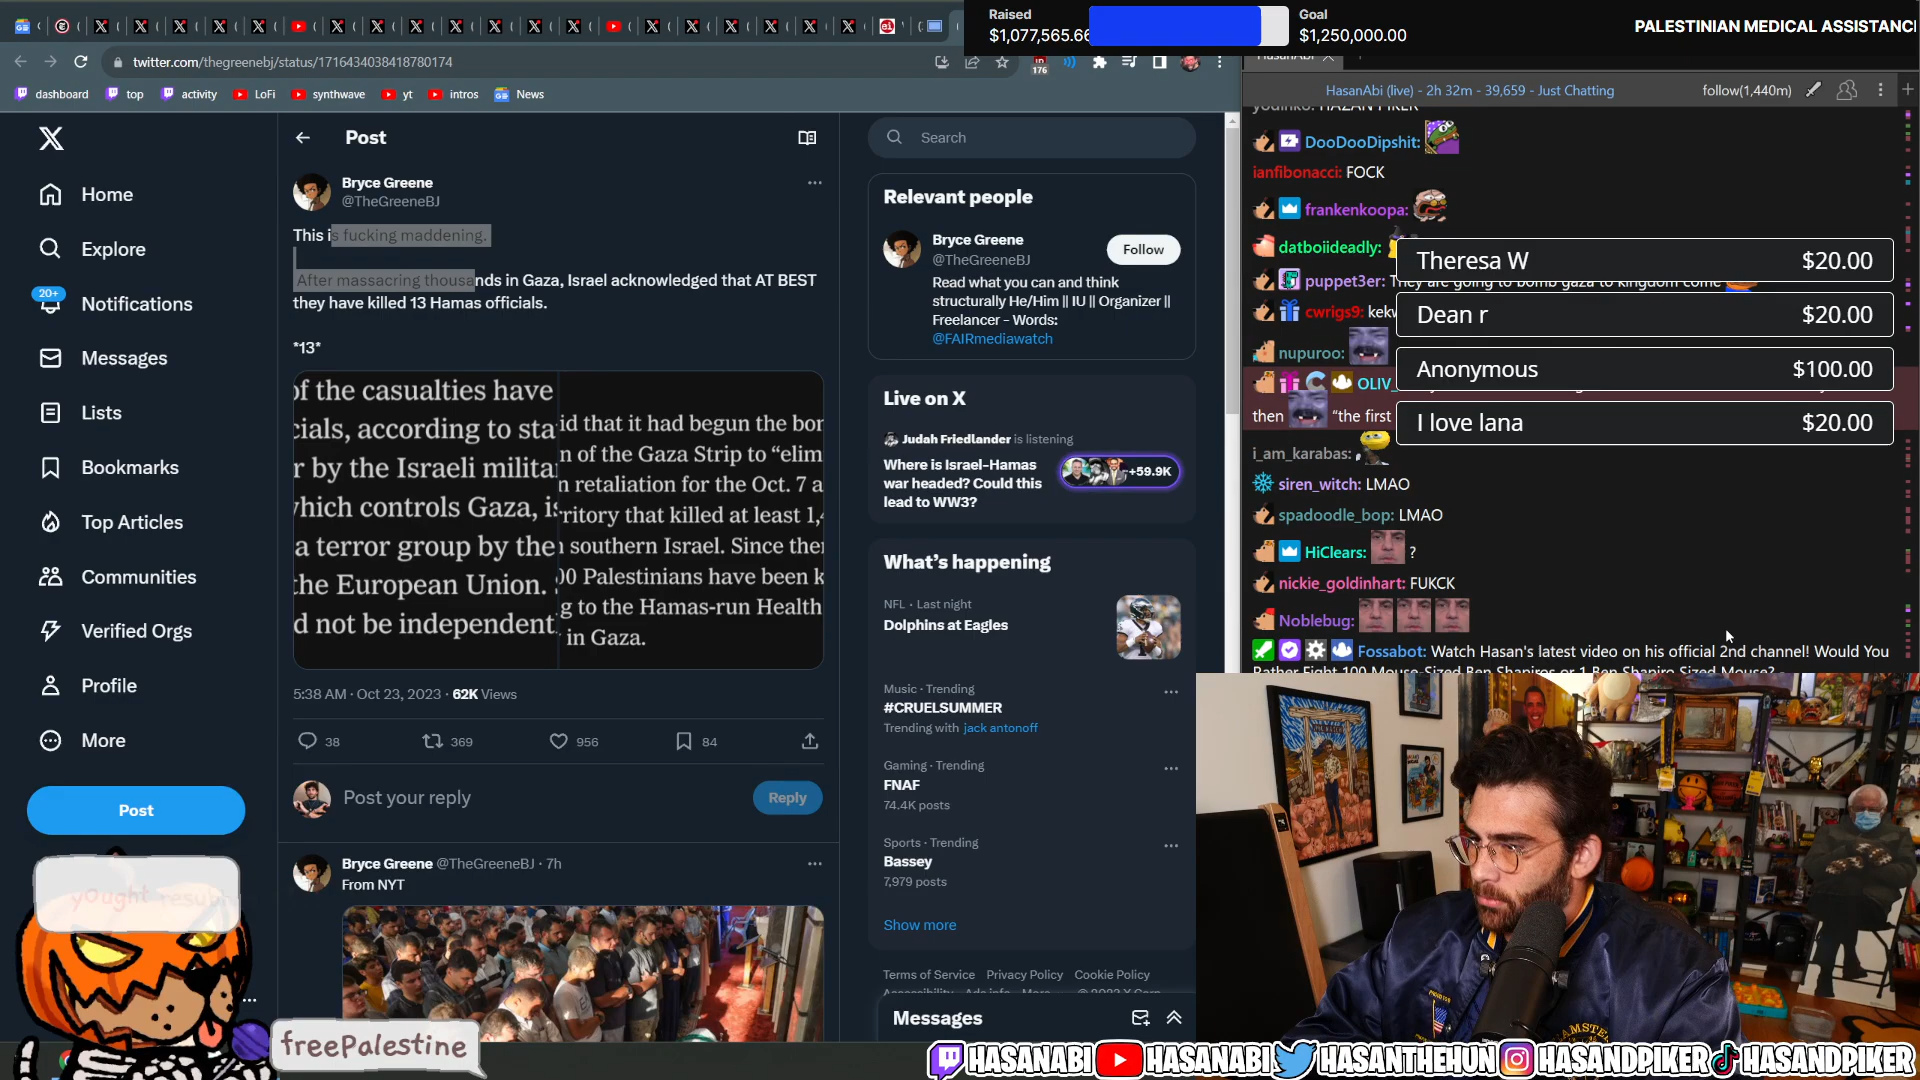 Raised
$1,077,565.66
Goal
$1,250,000.00
PALESTINIAN MEDICAL ASSISTANC
twitter.com/thegreenebj/status/1716434038418780174
176
dashboard
top
activity
LoFi
synthwave
yt
intros
News
HasanAbi
HasanAbi (live) - 2h 32m - 39,659 - Just Chatting
follow(1,440m)
Home
Explore
20+
Notifications
Messages
Lists
Bookmarks
Top Articles
Communities
Verified Orgs
Profile
More
Post
Post
Bryce Greene
@TheGreeneBJ
This is fucking maddening.
After massacring thousands in Gaza, Israel acknowledged that AT BEST
they have killed 13 Hamas officials.
*13*
of the casualties have
cials, according to sta
r by the Israeli milita
which controls Gaza, is
a terror group by the
the European Union.
d not be independent
id that it had begun the bor
n of the Gaza Strip to “elim
n retaliation for the Oct. 7 a
rritory that killed at least 1,4
southern Israel. Since ther
00 Palestinians have been k
g to the Hamas-run Health
in Gaza.
5:38 AM · Oct 23, 2023 · 62K Views
38
369
956
84
Post your reply
Reply
Bryce Greene @TheGreeneBJ · 7h
From NYT
Search
Relevant people
Bryce Greene
@TheGreeneBJ
Follow
Read what you can and think
structurally He/Him || IU || Organizer ||
Freelancer - Words:
@FAIRmediawatch
Live on X
Judah Friedlander is listening
Where is Israel-Hamas
war headed? Could this
lead to WW3?
+59.9K
What’s happening
NFL · Last night
Dolphins at Eagles
Music · Trending
#CRUELSUMMER
Trending with jack antonoff
Gaming · Trending
FNAF
74.4K posts
Sports · Trending
Bassey
7,979 posts
Show more
Terms of Service
Privacy Policy
Cookie Policy
Messages
DooDooDipshit:
ianfibonacci: FOCK
frankenkoopa:
datboiideadly:
puppet3er: They are going to bomb gaza to kingdom come
cwrigs9: kekw
nupuroo:
OLIV_
then
“the first
i_am_karabas:
siren_witch: LMAO
spadoodle_bop: LMAO
HiClears: ?
nickie_goldinhart: FUKCK
Noblebug:
Fossabot: Watch Hasan's latest video on his official 2nd channel! Would You
Rather Fight 100 Mouse-Sized Ben Shapiros or 1 Ben Shapiro Sized Mouse?
Theresa W $20.00
Dean r $20.00
Anonymous $100.00
I love lana $20.00
yought resub
freePalestine
HASANABI
HASANABI
HASANTHEHUN
HASANDPIKER
HASANDPIKER